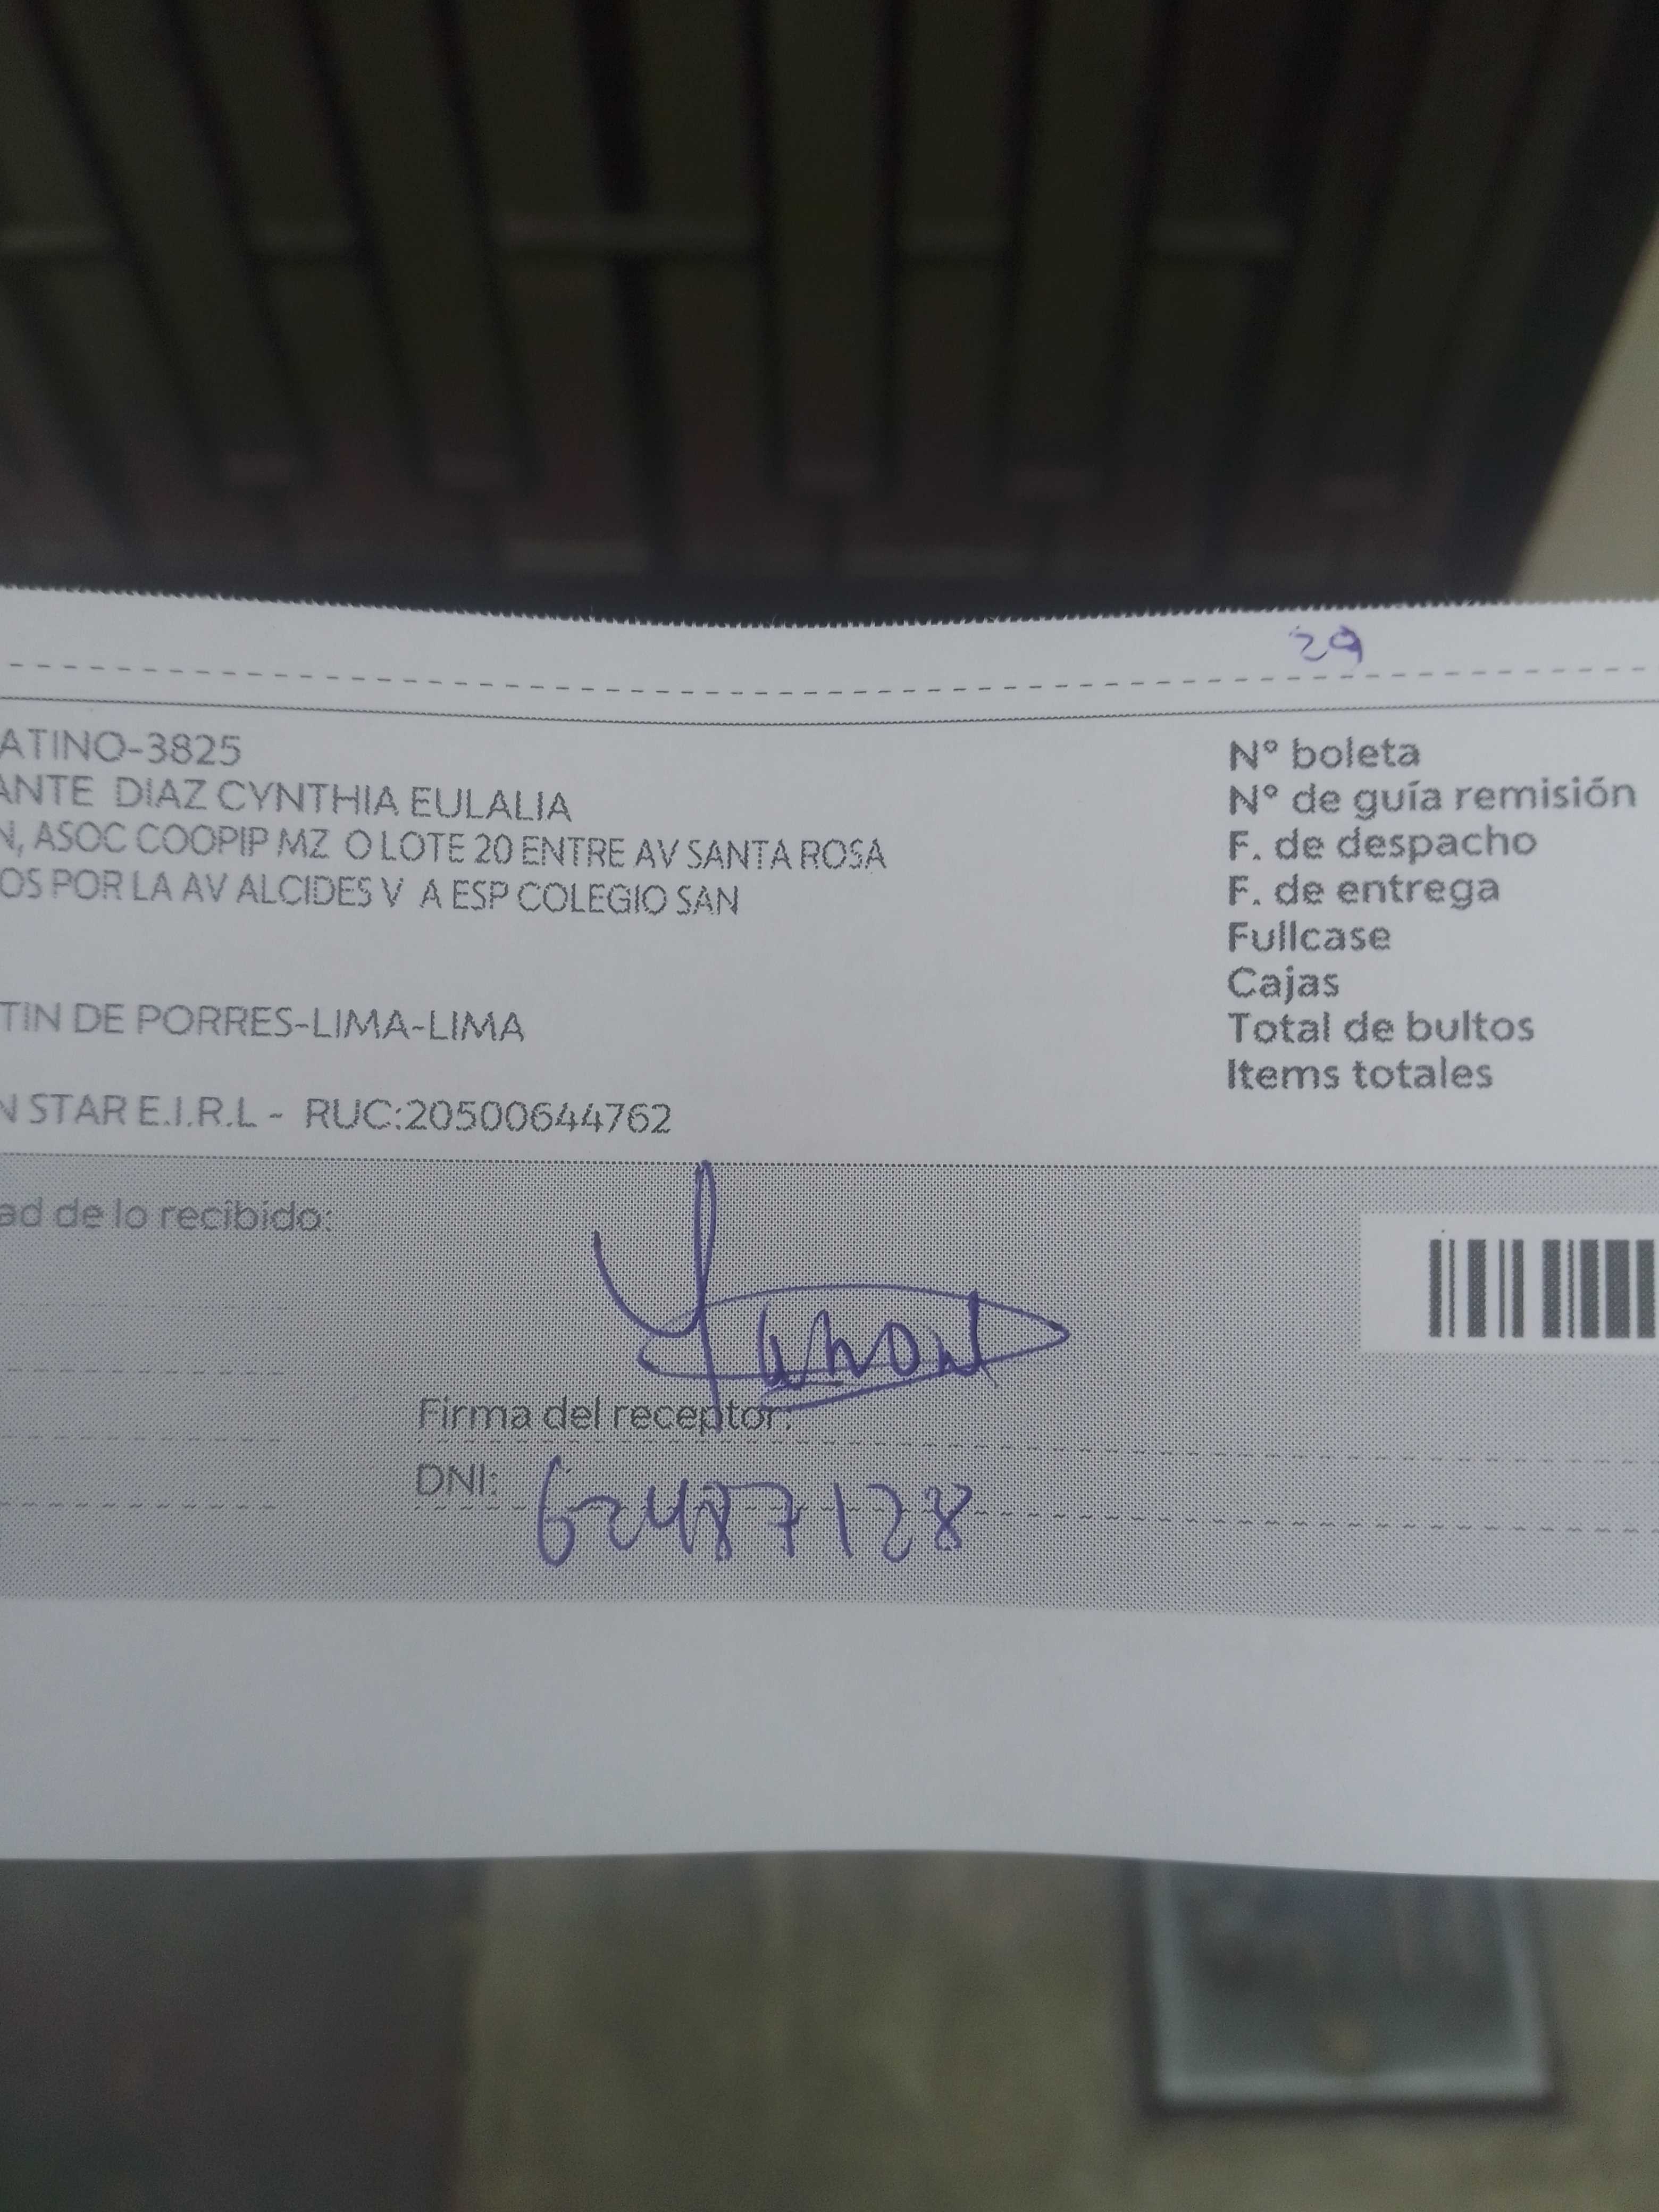 29
ATINO-3825
ANTE DIAZ CYNTHIA EULALIA
N, ASOC COOPIP MZ O LOTE 20 ENTRE AV SANTA ROSA
OS POR LA AV ALCIDES V A ESP COLEGIO SAN
TIN DE PORRES-LIMA-LIMA
N STAR E.I.R.L - RUC:20500644762
N° boleta
N° de guía remisión
F. de despacho
F. de entrega
Fullcase
Cajas
Total de bultos
Items totales
ad de lo recibido:
Firma del receptor:
DNI: 62487128